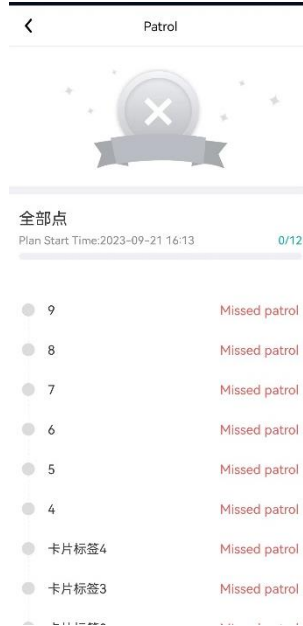 Patrol
全部点
Plan Start Time:2023-09-21 16:13 0/12
9 Missed patrol
8 Missed patrol
7 Missed patrol
6 Missed patrol
5 Missed patrol
4 Missed patrol
卡片标签4 Missed patrol
卡片标签3 Missed patrol